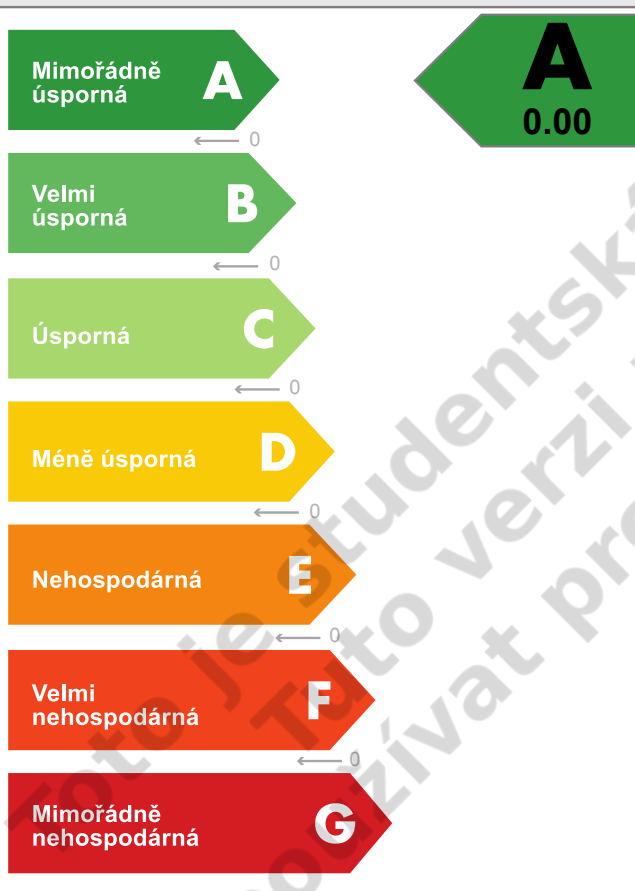 Mimořádně
úsporná
A
A
0.00
0
Velmi
úsporná
B
0
Úsporná
C
0
Méně úsporná
D
0
Nehospodárná
E
0
Velmi
nehospodárná
F
0
Mimořádně
nehospodárná
G
Toto je studentská
Tuto verzi
používat